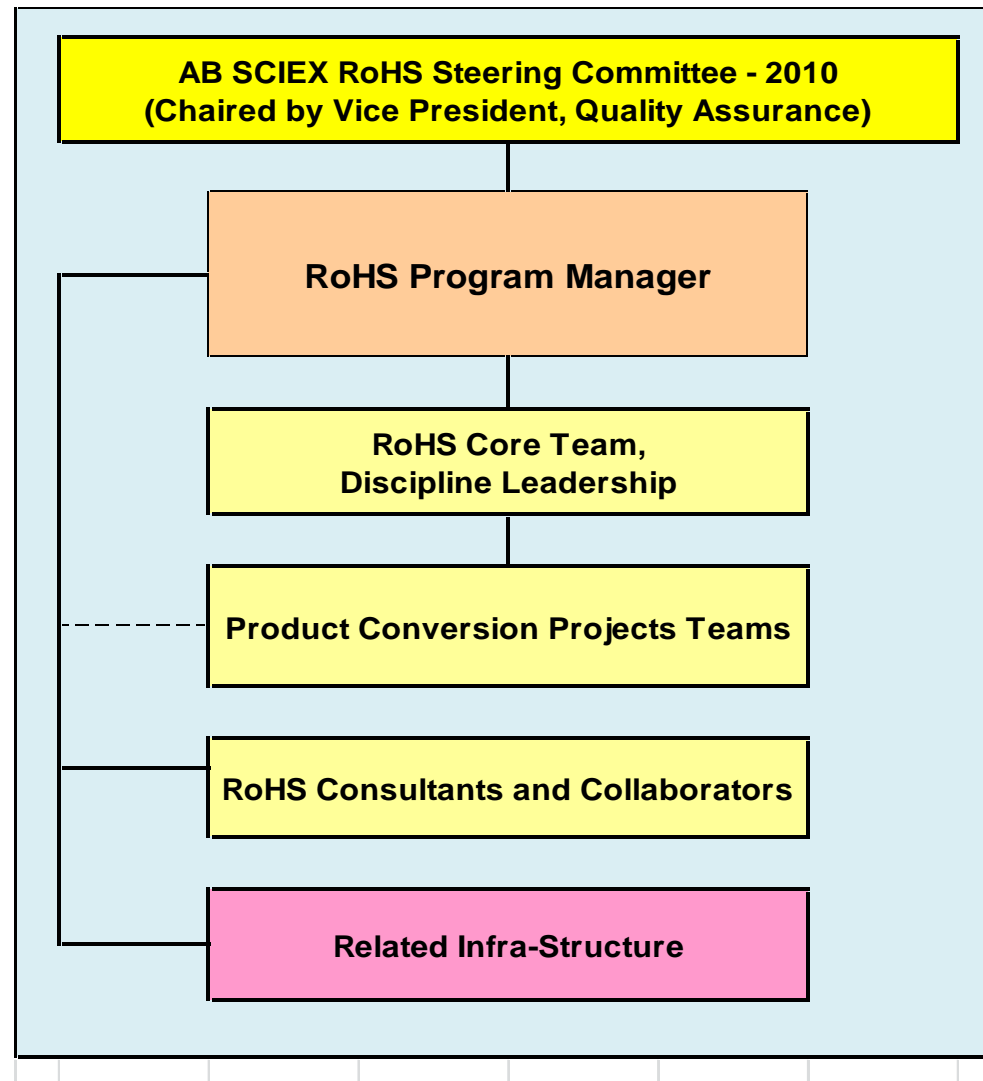 AB SCIEX RoHS Steering Committee - 2010
(Chaired by Vice President, Quality Assurance)
RoHS Program Manager
RoHS Core Team,
Discipline Leadership
Product Conversion Projects Teams
RoHS Consultants and Collaborators
Related Infra-Structure